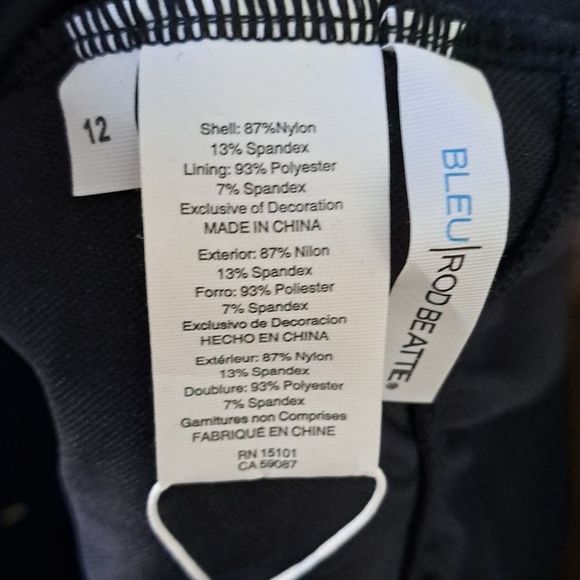 12
Shell: 87%Nylon
13% Spandex
Lining: 93% Polyester
7% Spandex
Exclusive of Decoration
MADE IN CHINA
Exterior: 87% Nilon
13% Spandex
Forro: 93% Poliester
7% Spandex
Exclusivo de Decoracion
HECHO EN CHINA
Extérieur: 87% Nylon
13% Spandex
Doublure: 93% Polyester
7% Spandex
Garnitures non Comprises
FABRIQUÉ EN CHINE
RN 15101
CA 59087
BLEU|RODBEATTE®